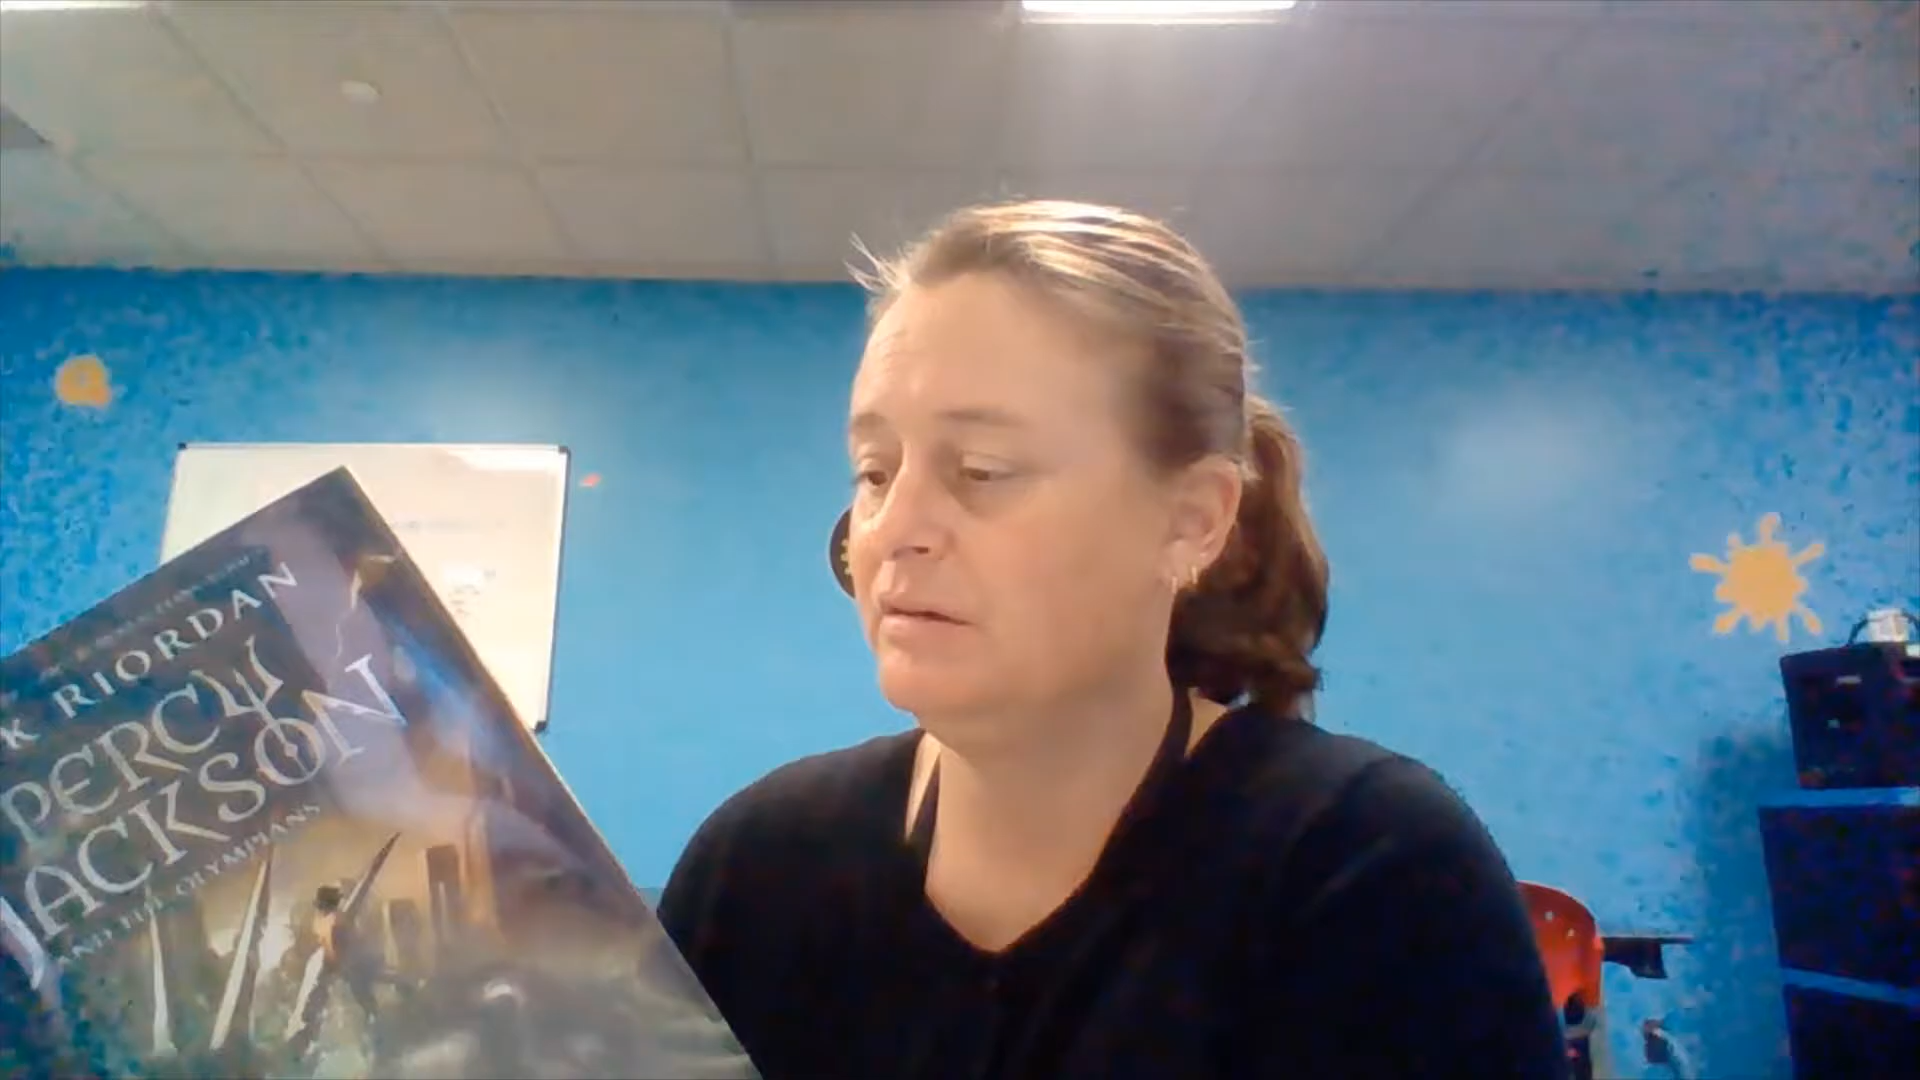 K RIORDAN
PERCY
JACKSON
AND THE OLYMPIANS